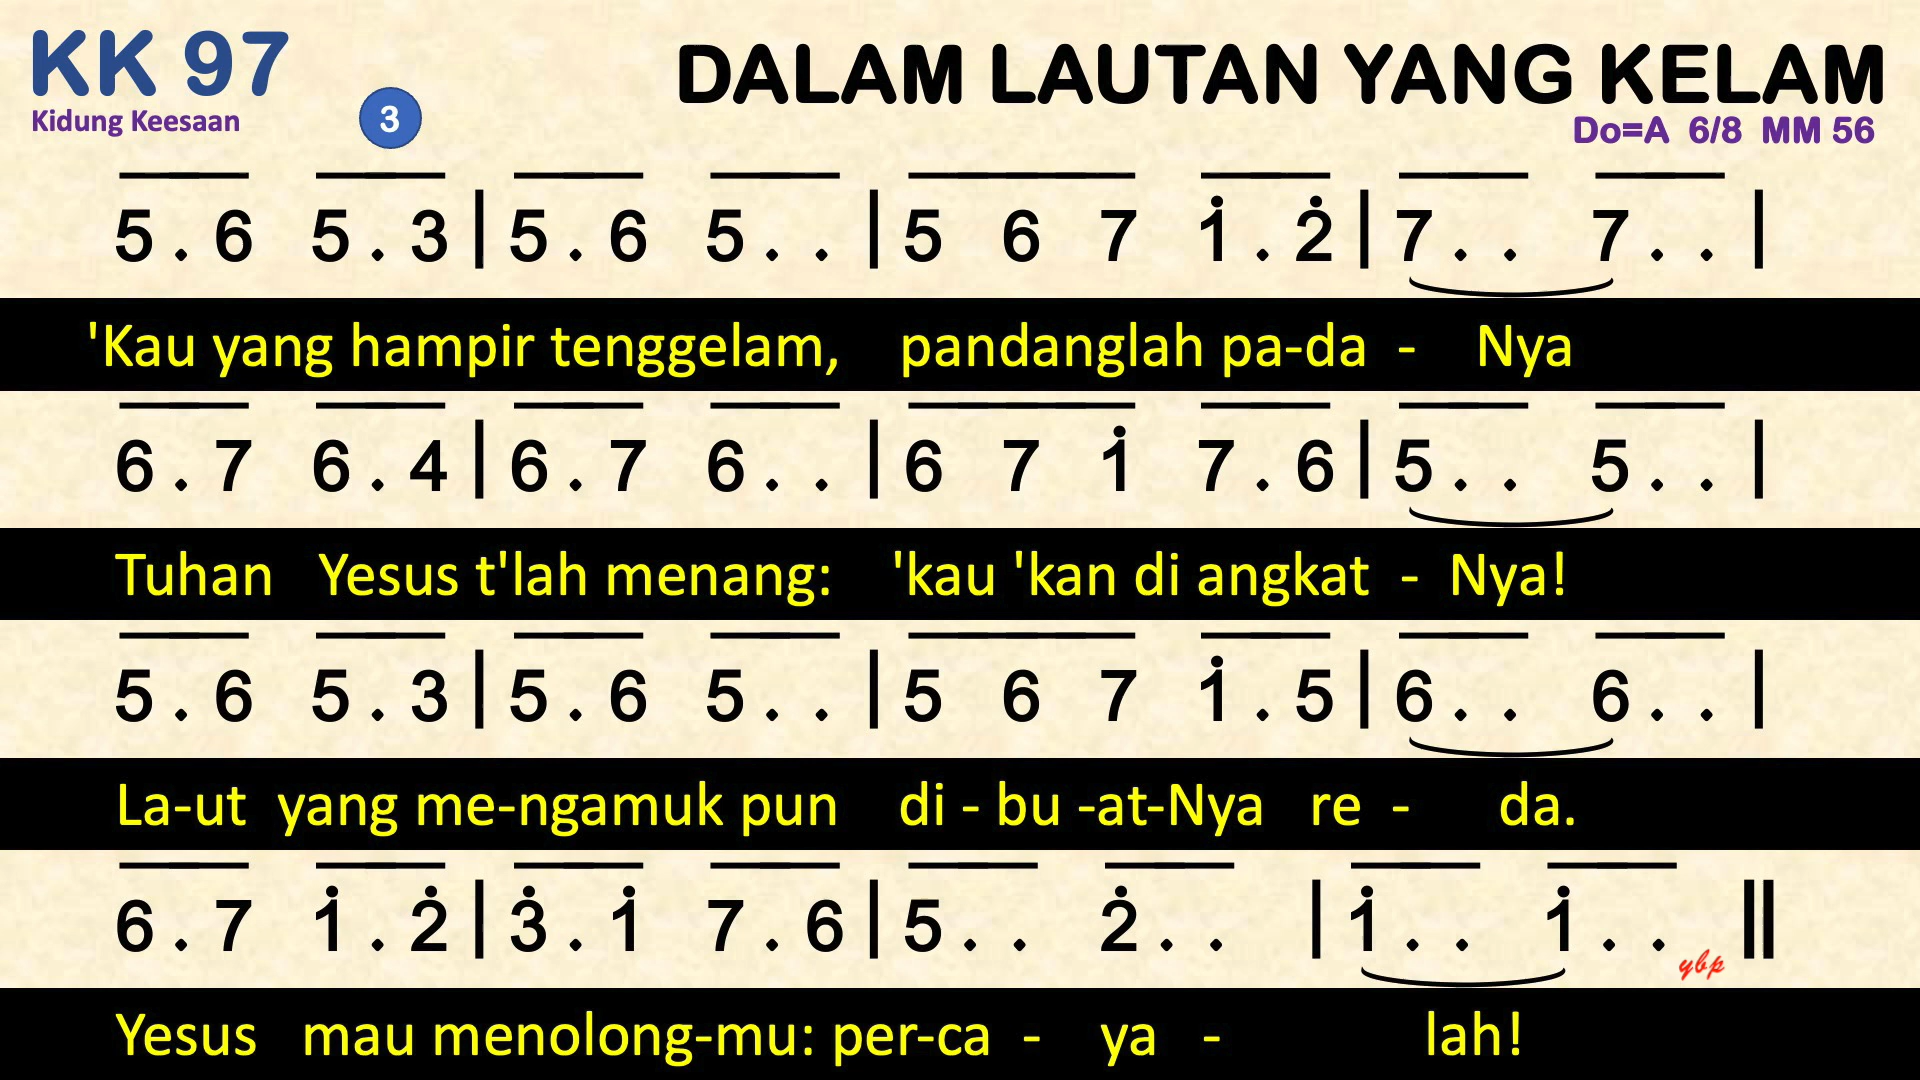 KK 97
DALAM LAUTAN YANG KELAM
Kidung Keesaan
3
Do=A 6/8 MM 56
5 . 6 5 . 3 | 5 . 6 5 . . | 5 6 7 1̇ . 2̇ | 7 . . 7 . . |
'Kau yang hampir tenggelam, pandanglah pa-da - Nya
6 . 7 6 . 4 | 6 . 7 6 . . | 6 7 1̇ 7 . 6 | 5 . . 5 . . |
Tuhan Yesus t'lah menang: 'kau 'kan di angkat - Nya!
5 . 6 5 . 3 | 5 . 6 5 . . | 5 6 7 1̇ . 5 | 6 . . 6 . . |
La-ut yang me-ngamuk pun di - bu -at-Nya re - da.
6 . 7 1̇ . 2̇ | 3̇ . 1̇ 7 . 6 | 5 . . 2̇ . . | 1̇ . . 1̇ . . ||
ybp
Yesus mau menolong-mu: per-ca - ya - lah!